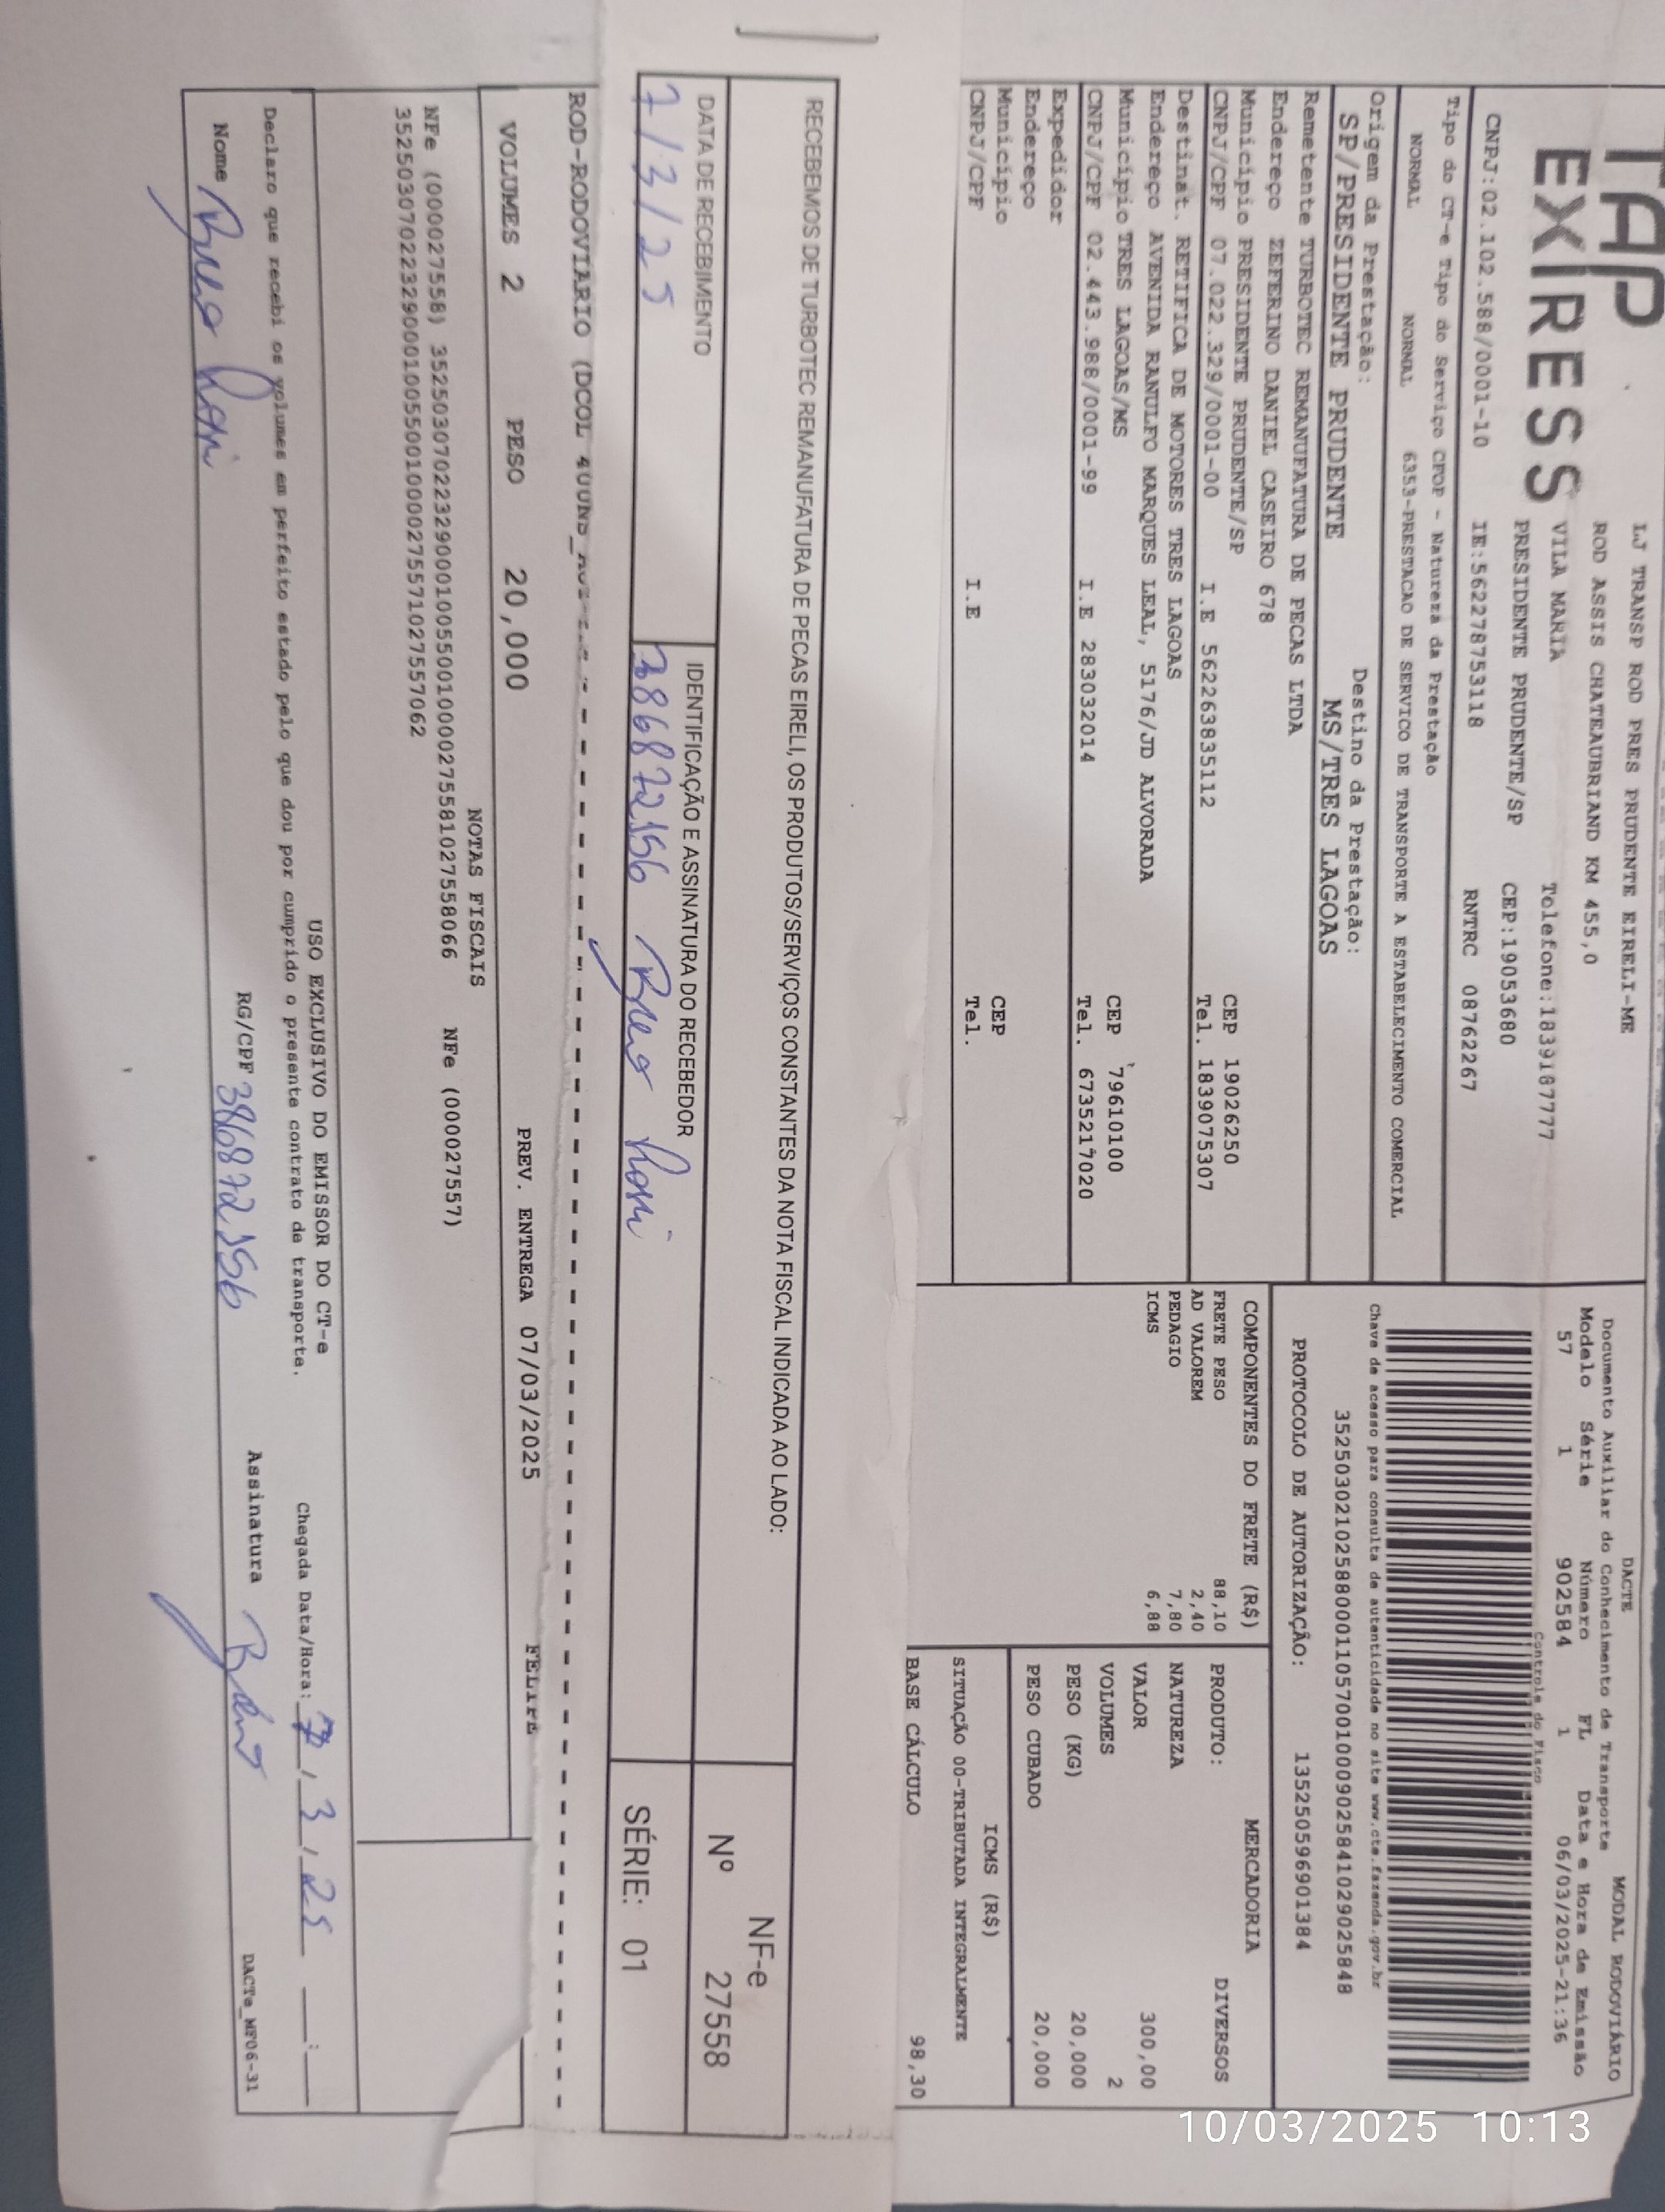 TAP
EXPRESS
LJ TRANSP ROD PRES PRUDENTE EIRELI-ME
ROD ASSIS CHATEAUBRIAND KM 455,0
VILA MARIA Telefone:1839187777
PRESIDENTE PRUDENTE/SP CEP:19053680
CNPJ:02.102.588/0001-10 IE:562278753118 RNTRC 08762267
Tipo do CT-e Tipo do Serviço CFOP - Natureza da Prestação
NORMAL NORMAL 6353-PRESTACAO DE SERVICO DE TRANSPORTE A ESTABELECIMENTO COMERCIAL
Origem da Prestação: Destino da Prestação:
SP/PRESIDENTE PRUDENTE MS/TRES LAGOAS
Remetente TURBOTEC REMANUFATURA DE PECAS LTDA
Endereço ZEFERINO DANIEL CASEIRO 678
Município PRESIDENTE PRUDENTE/SP CEP 19026250
CNPJ/CPF 07.022.329/0001-00 I.E 562263835112 Tel. 1839075307
Destinat. RETIFICA DE MOTORES TRES LAGOAS
Endereço AVENIDA RANULFO MARQUES LEAL, 5176/JD ALVORADA
Município TRES LAGOAS/MS CEP 79610100
CNPJ/CPF 02.443.988/0001-99 I.E 283032014 Tel. 6735217020
Expedidor
Endereço
Município CEP
CNPJ/CPF I.E Tel.
DACTE MODAL RODOVIÁRIO
Documento Auxiliar do Conhecimento de Transporte
Modelo Série Número FL Data e Hora de Emissão
57 1 902584 1 06/03/2025-21:36
Controle do Fisco
Chave de acesso para consulta de autenticidade no site www.cte.fazenda.gov.br
35250302102588000110570010009025841029025848
PROTOCOLO DE AUTORIZAÇÃO: 135250596901384
COMPONENTES DO FRETE (R$)
FRETE PESO 88,10
AD VALOREM 2,40
PEDAGIO 7,80
ICMS 6,88
MERCADORIA
PRODUTO: DIVERSOS
NATUREZA
VALOR 300,00
VOLUMES 2
PESO (KG) 20,000
PESO CUBADO 20,000
ICMS (R$)
SITUAÇÃO 00-TRIBUTADA INTEGRALMENTE
BASE CÁLCULO 98,30
RECEBEMOS DE TURBOTEC REMANUFATURA DE PECAS EIRELI, OS PRODUTOS/SERVIÇOS CONSTANTES DA NOTA FISCAL INDICADA AO LADO:
NF-e
Nº 27558
SÉRIE: 01
DATA DE RECEBIMENTO IDENTIFICAÇÃO E ASSINATURA DO RECEBEDOR
7/3/25 386872156
ROD-RODOVIÁRIO (DCOL
FELIPE
VOLUMES 2 PESO 20,000 PREV. ENTREGA 07/03/2025
NOTAS FISCAIS
NFe (000027558) 35250307022329000100550010000275581027558066 NFe (000027557)
35250307022329000100550010000275571027557062
USO EXCLUSIVO DO EMISSOR DO CT-e
Declaro que recebi os volumes em perfeito estado pelo que dou por cumprido o presente contrato de transporte. Chegada Data/Hora: 7/3/25 :
Nome RG/CPF 386872156 Assinatura
DACTe_MF06-31
10/03/2025 10:13